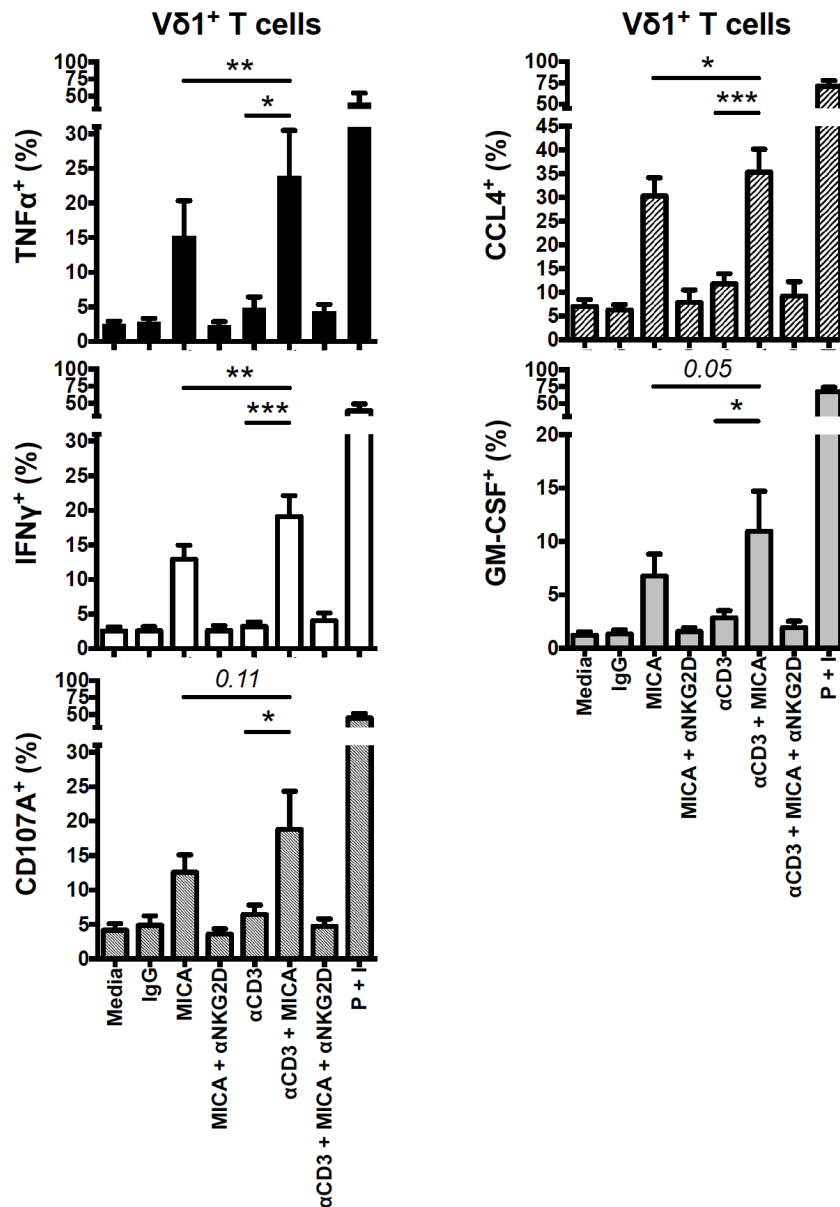 Vδ1⁺ T cells
TNFα⁺ (%)
100
75
50
30
25
20
15
10
5
0
**
*
IFNγ⁺ (%)
100
75
50
30
25
20
15
10
5
0
**
***
CD107A⁺ (%)
100
75
50
30
25
20
15
10
5
0
0.11
*
Media
IgG
MICA
MICA + αNKG2D
αCD3
αCD3 + MICA
αCD3 + MICA + αNKG2D
P + I
Vδ1⁺ T cells
CCL4⁺ (%)
100
75
50
45
40
35
30
25
20
15
10
5
0
*
***
GM-CSF⁺ (%)
100
75
50
20
15
10
5
0
0.05
*
Media
IgG
MICA
MICA + αNKG2D
αCD3
αCD3 + MICA
αCD3 + MICA + αNKG2D
P + I